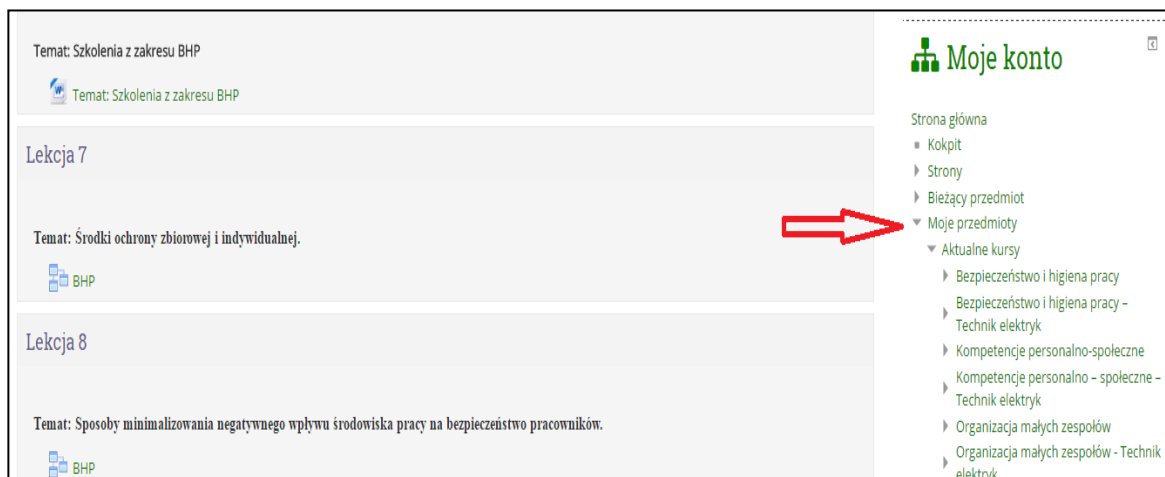 Temat: Szkolenia z zakresu BHP
Temat: Szkolenia z zakresu BHP
Lekcja 7
Temat: Środki ochrony zbiorowej i indywidualnej.
BHP
Lekcja 8
Temat: Sposoby minimalizowania negatywnego wpływu środowiska pracy na bezpieczeństwo pracowników.
BHP
Moje konto
Strona główna
Kokpit
Strony
Bieżący przedmiot
Moje przedmioty
Aktualne kursy
Bezpieczeństwo i higiena pracy
Bezpieczeństwo i higiena pracy –
Technik elektryk
Kompetencje personalno-społeczne
Kompetencje personalno – społeczne –
Technik elektryk
Organizacja małych zespołów
Organizacja małych zespołów - Technik
elektryk